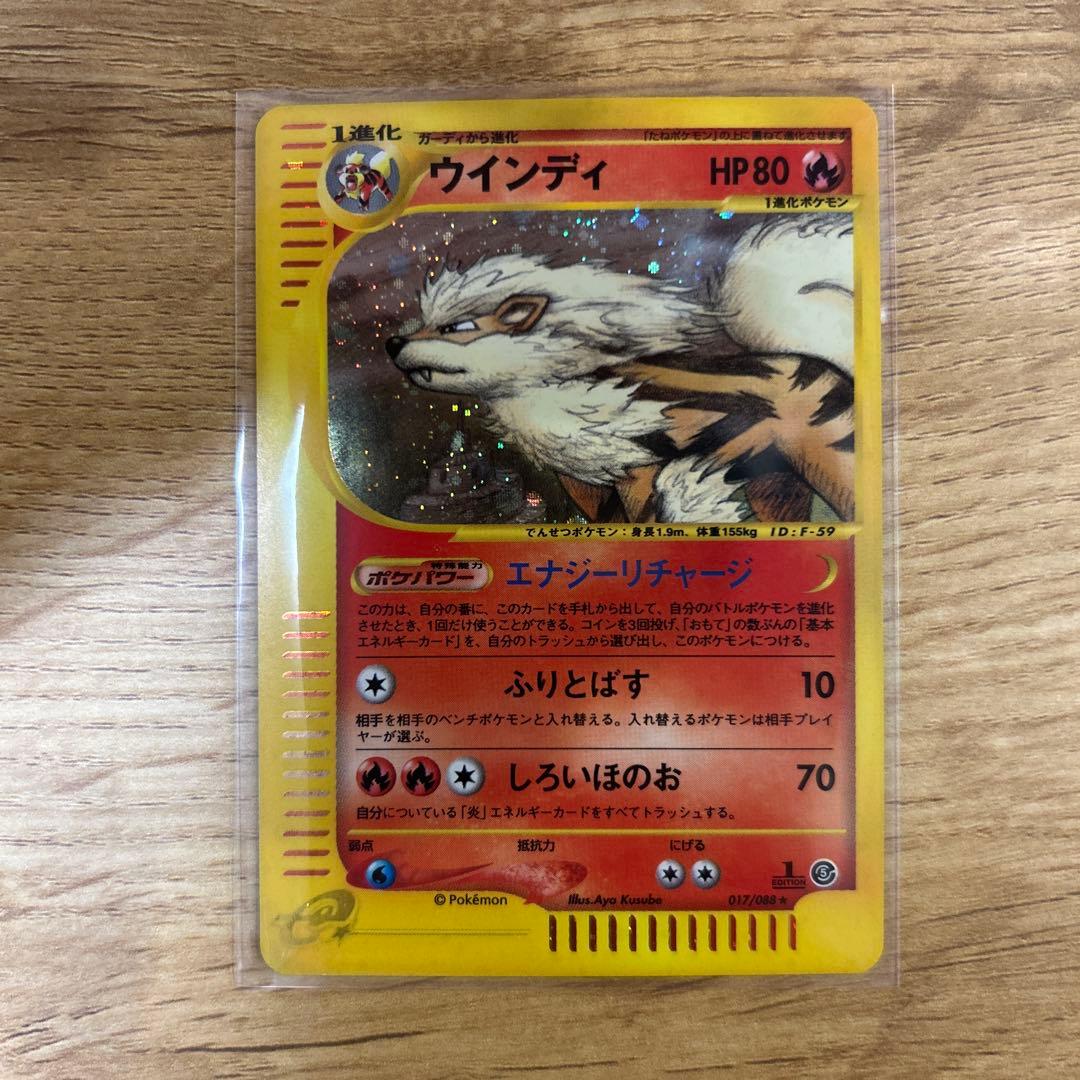 1進化 ガーディから進化 「たねポケモン」の上に重ねて進化させます
ウインディ HP80
1進化ポケモン
でんせつポケモン：身長1.9m、体重155kg ID:F-59
特殊能力
ポケパワー エナジーリチャージ
この力は、自分の番に、このカードを手札から出して、自分のバトルポケモンを進化
させたとき、1回だけ使うことができる。コインを3回投げ、「おもて」の数ぶんの「基本
エネルギーカード」を、自分のトラッシュから選び出し、このポケモンにつける。
ふりとばす 10
相手を相手のベンチポケモンと入れ替える。入れ替えるポケモンは相手プレイ
ヤーが選ぶ。
しろいほのお 70
自分についている「炎」エネルギーカードをすべてトラッシュする。
弱点 抵抗力 にげる
1
EDITION
5
© Pokémon Illus.Aya Kusube 017/088★
e